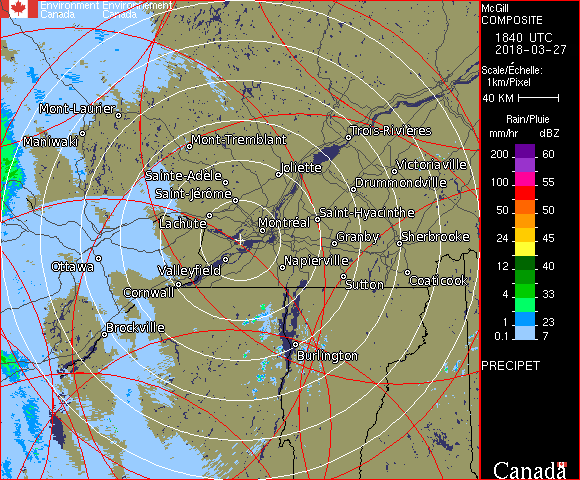 Environment Environnement
Canada Canada
McGill
COMPOSITE
1840 UTC
2018-03-27
Scale/Échelle:
1km/Pixel
40 KM
Rain/Pluie
mm/hr dBZ
200 60
100 55
50 50
24 45
12 40
4 33
1 23
0.1 7
PRECIPET
Canada
Mont-Laurier
Maniwaki
Mont-Tremblant
Trois-Rivières
Joliette
Victoriaville
Sainte-Adèle
Drummondville
Saint-Jérôme
Lachute
Saint-Hyacinthe
Montréal
Granby
Sherbrooke
Ottawa
Valleyfield
Napierville
Cornwall
Sutton
Coaticook
Brockville
Burlington